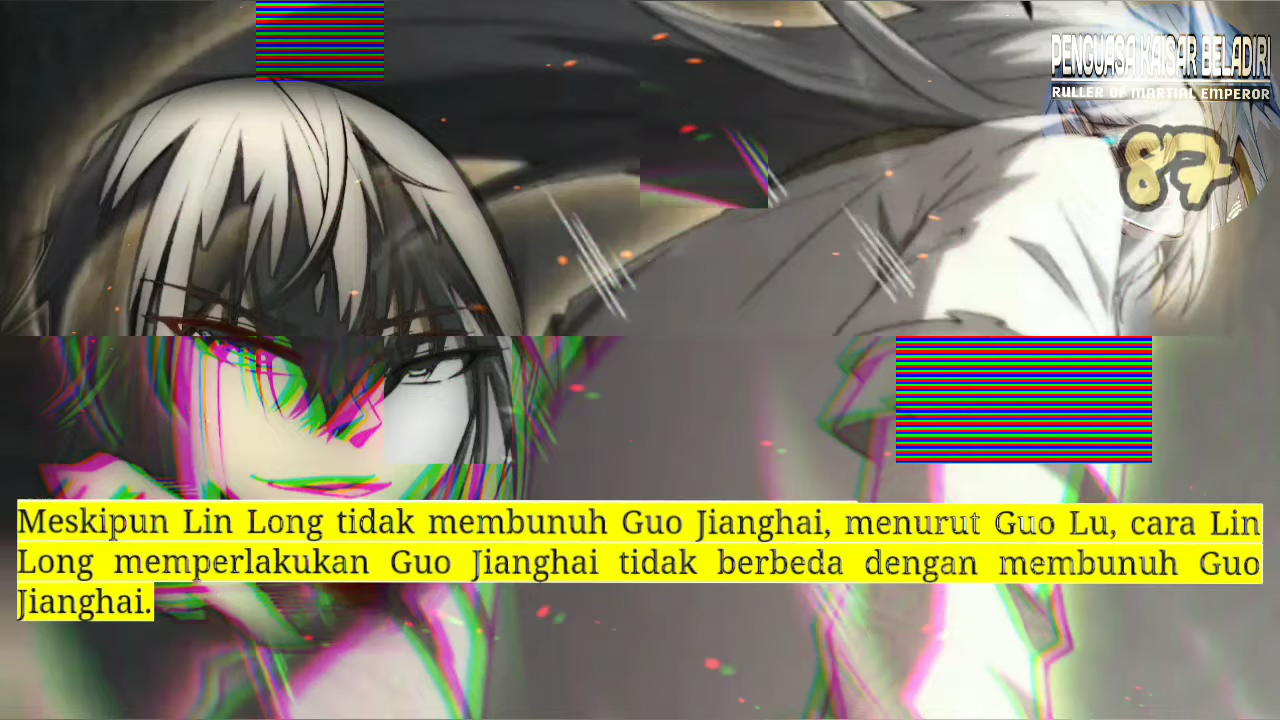 PENGUASA KAISAR BELADIRI
RULLER OF MARTIAL EMPEROR
87
Meskipun Lin Long tidak membunuh Guo Jianghai, menurut Guo Lu, cara Lin
Long memperlakukan Guo Jianghai tidak berbeda dengan membunuh Guo
Jianghai.